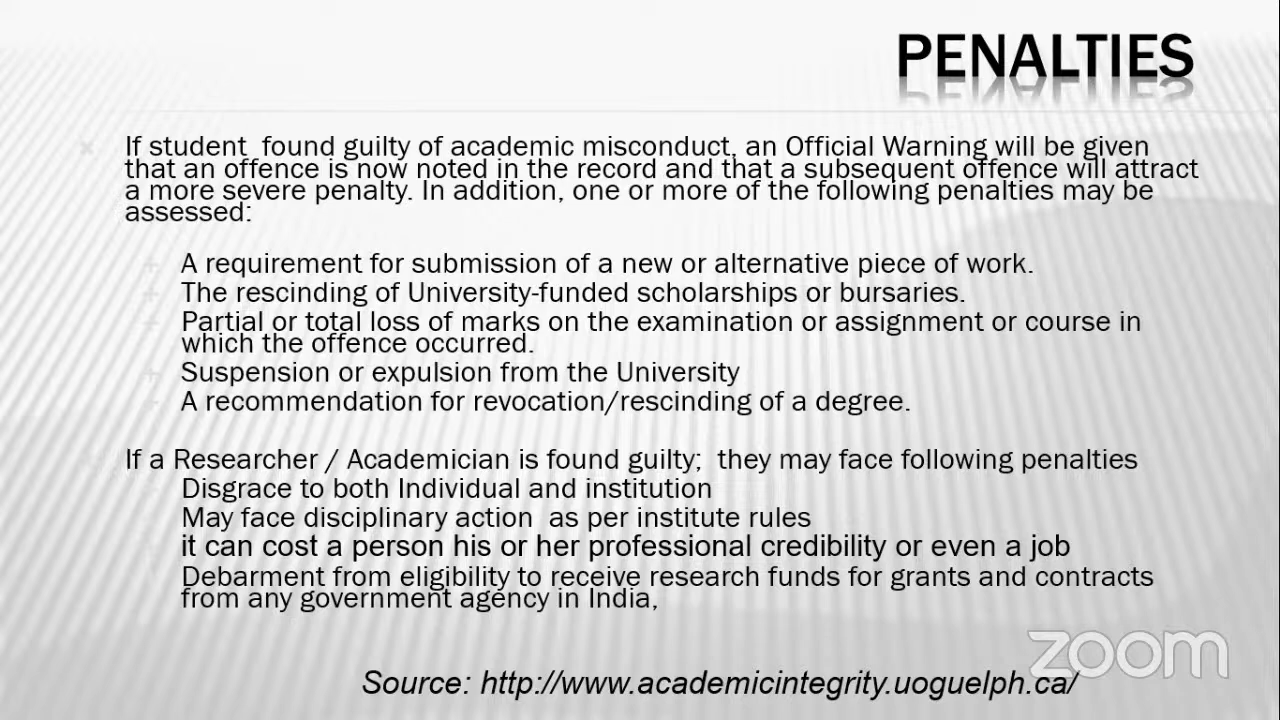 PENALTIES
If student found guilty of academic misconduct, an Official Warning will be given
that an offence is now noted in the record and that a subsequent offence will attract
a more severe penalty. In addition, one or more of the following penalties may be
assessed:
A requirement for submission of a new or alternative piece of work.
The rescinding of University-funded scholarships or bursaries.
Partial or total loss of marks on the examination or assignment or course in
which the offence occurred.
Suspension or expulsion from the University
A recommendation for revocation/rescinding of a degree.
If a Researcher / Academician is found guilty; they may face following penalties
Disgrace to both Individual and institution
May face disciplinary action as per institute rules
it can cost a person his or her professional credibility or even a job
Debarment from eligibility to receive research funds for grants and contracts
from any government agency in India,
zoom
Source: http://www.academicintegrity.uoguelph.ca/